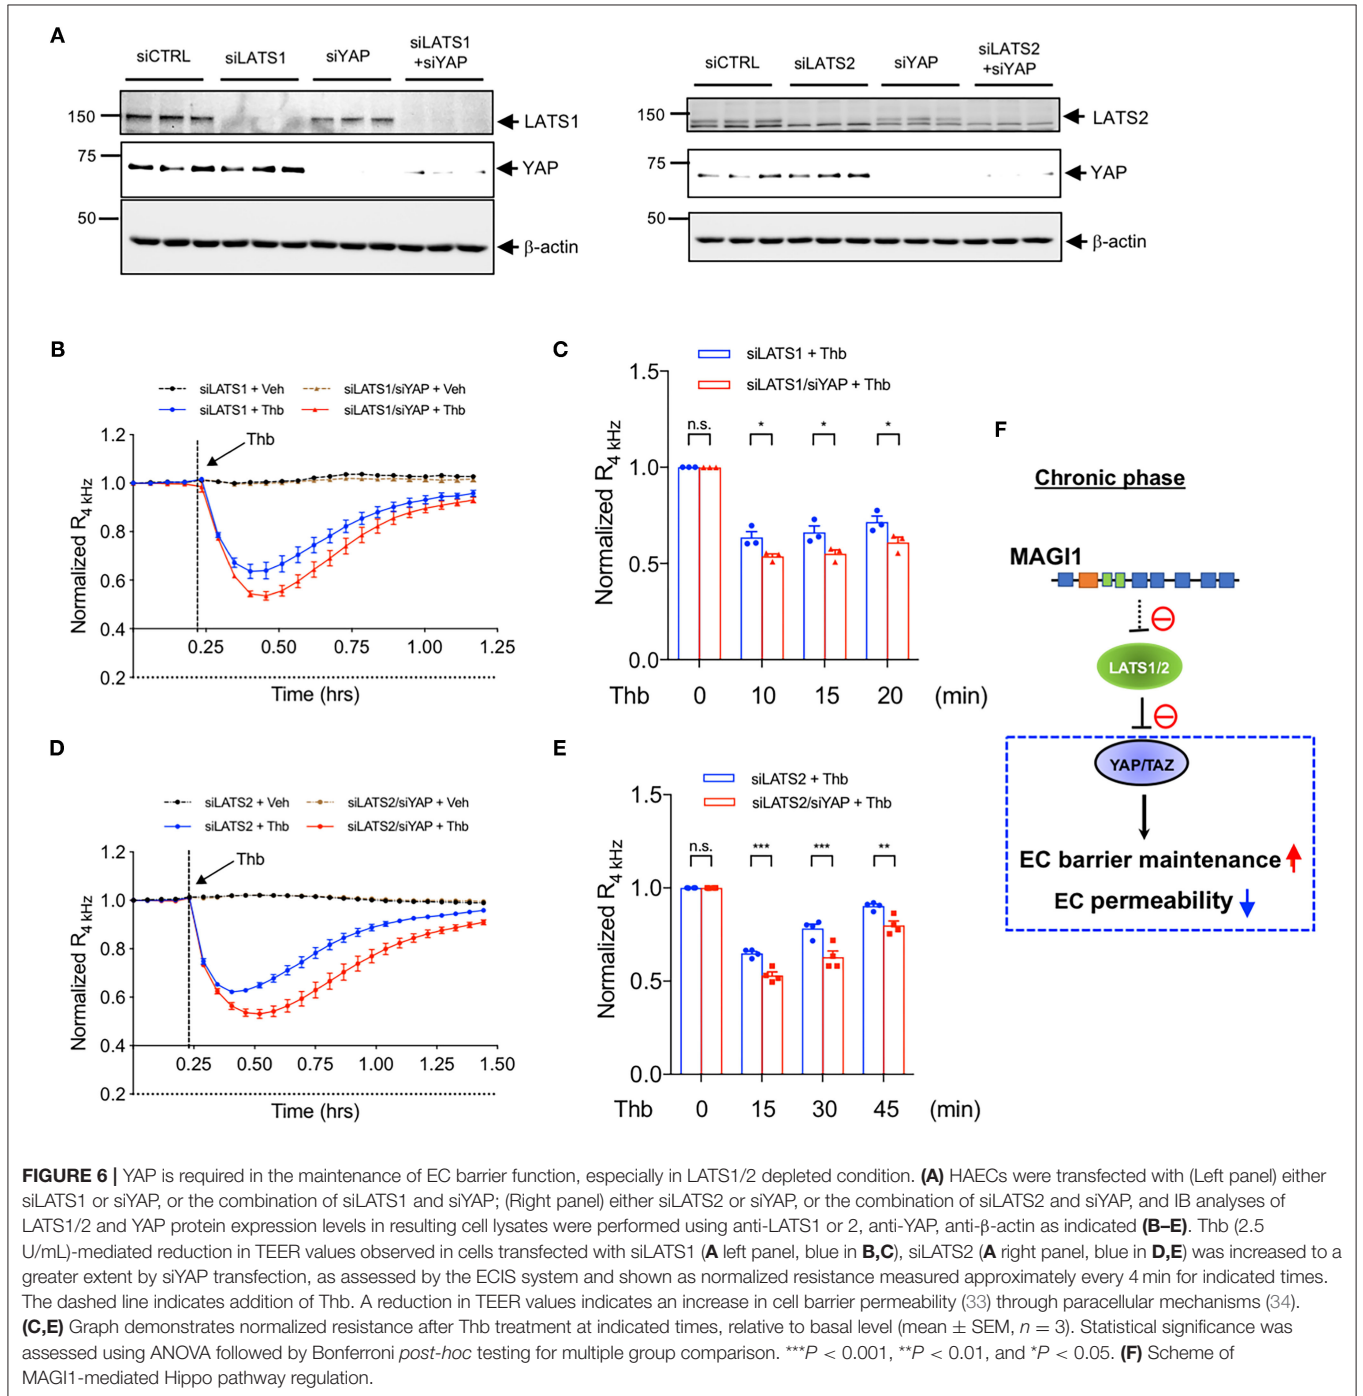 A
siCTRL siLATS1 siYAP siLATS1
+siYAP
150
LATS1
75
YAP
50
β-actin
siCTRL siLATS2 siYAP siLATS2
+siYAP
150
LATS2
75
YAP
50
β-actin
B
siLATS1 + Veh siLATS1/siYAP + Veh
siLATS1 + Thb siLATS1/siYAP + Thb
Thb
Normalized R4 kHz
1.2
1.0
0.8
0.6
0.4
0.2
0.25 0.50 0.75 1.00 1.25
Time (hrs)
C
siLATS1 + Thb
siLATS1/siYAP + Thb
Normalized R4 kHz
1.5
1.0
0.5
0.0
n.s. * * *
Thb 0 10 15 20 (min)
D
siLATS2 + Veh siLATS2/siYAP + Veh
siLATS2 + Thb siLATS2/siYAP + Thb
Thb
Normalized R4 kHz
1.2
1.0
0.8
0.6
0.4
0.2
0.25 0.50 0.75 1.00 1.25 1.50
Time (hrs)
E
siLATS2 + Thb
siLATS2/siYAP + Thb
Normalized R4 kHz
1.5
1.0
0.5
0.0
n.s. *** *** **
Thb 0 15 30 45 (min)
F
Chronic phase
MAGI1
LATS1/2
YAP/TAZ
EC barrier maintenance
EC permeability
FIGURE 6 | YAP is required in the maintenance of EC barrier function, especially in LATS1/2 depleted condition. (A) HAECs were transfected with (Left panel) either
siLATS1 or siYAP, or the combination of siLATS1 and siYAP; (Right panel) either siLATS2 or siYAP, or the combination of siLATS2 and siYAP, and IB analyses of
LATS1/2 and YAP protein expression levels in resulting cell lysates were performed using anti-LATS1 or 2, anti-YAP, anti-β-actin as indicated (B–E). Thb (2.5
U/mL)-mediated reduction in TEER values observed in cells transfected with siLATS1 (A left panel, blue in B,C), siLATS2 (A right panel, blue in D,E) was increased to a
greater extent by siYAP transfection, as assessed by the ECIS system and shown as normalized resistance measured approximately every 4 min for indicated times.
The dashed line indicates addition of Thb. A reduction in TEER values indicates an increase in cell barrier permeability (33) through paracellular mechanisms (34).
(C,E) Graph demonstrates normalized resistance after Thb treatment at indicated times, relative to basal level (mean ± SEM, n = 3). Statistical significance was
assessed using ANOVA followed by Bonferroni post-hoc testing for multiple group comparison. ***P < 0.001, **P < 0.01, and *P < 0.05. (F) Scheme of
MAGI1-mediated Hippo pathway regulation.